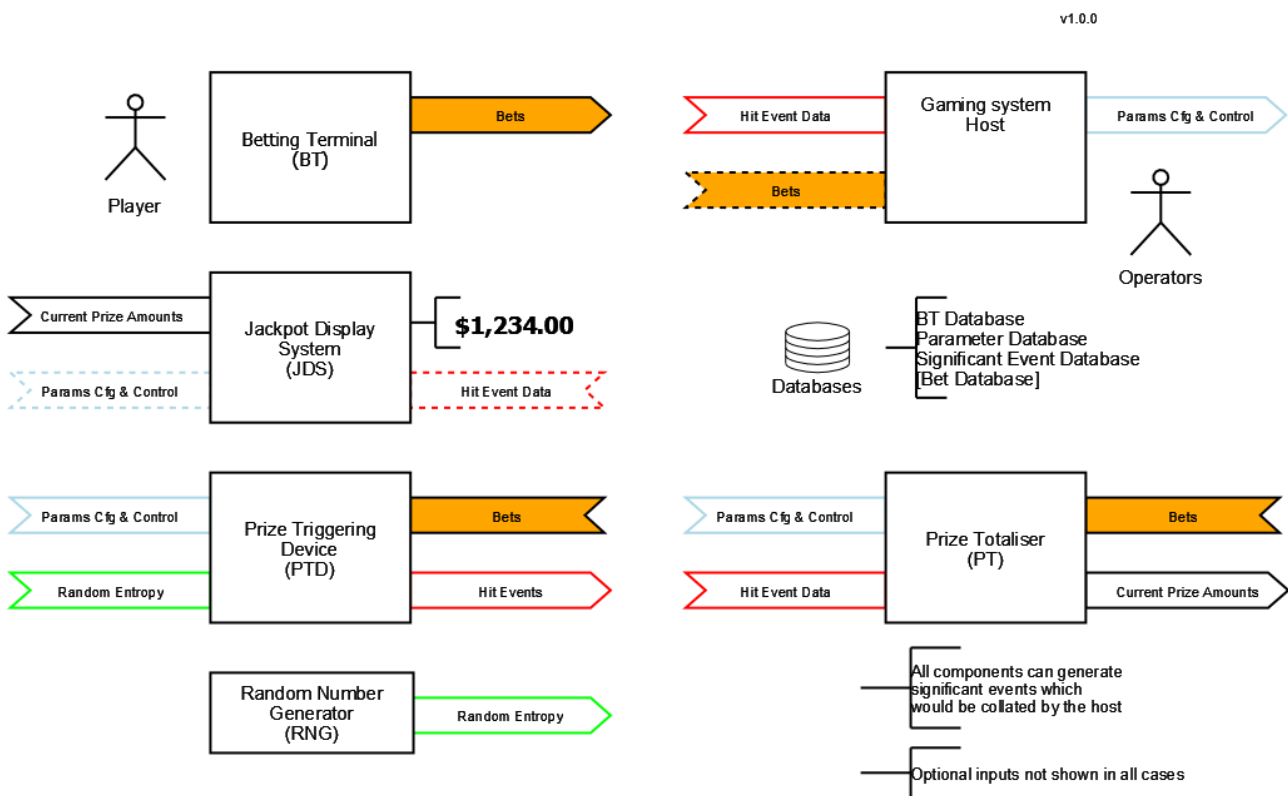 v1.0.0
Player
Betting Terminal
(BT)
Bets
Hit Event Data
Bets
Gaming system
Host
Params Cfg & Control
Operators
Current Prize Amounts
Params Cfg & Control
Jackpot Display
System
(JDS)
$1,234.00
Hit Event Data
Databases
BT Database
Parameter Database
Significant Event Database
[Bet Database]
Params Cfg & Control
Random Entropy
Prize Triggering
Device
(PTD)
Bets
Hit Events
Params Cfg & Control
Hit Event Data
Prize Totaliser
(PT)
Bets
Current Prize Amounts
Random Number
Generator
(RNG)
Random Entropy
All components can generate
significant events which
would be collated by the host
Optional inputs not shown in all cases